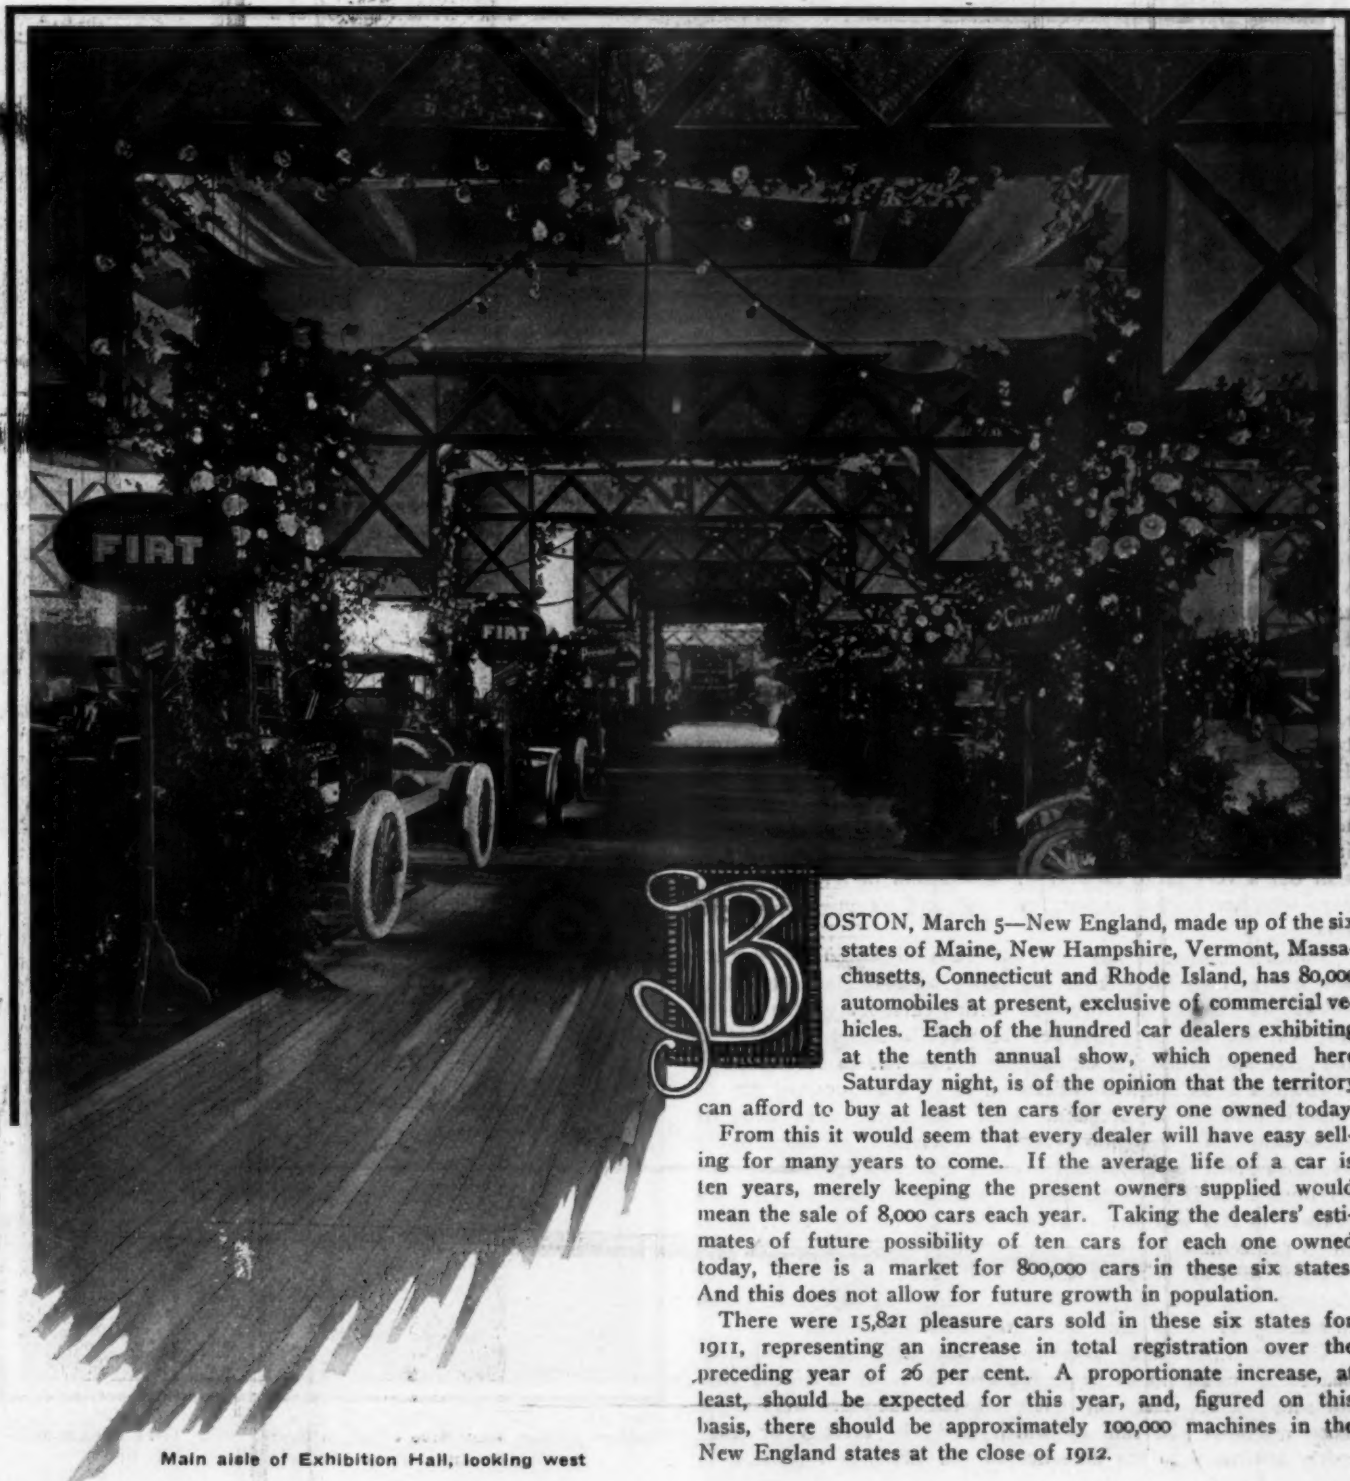 FIAT
FIAT
Maxwell
BOSTON, March 5—New England, made up of the six
states of Maine, New Hampshire, Vermont, Massa-
chusetts, Connecticut and Rhode Island, has 80,000
automobiles at present, exclusive of commercial ve-
hicles. Each of the hundred car dealers exhibiting
at the tenth annual show, which opened here
Saturday night, is of the opinion that the territory
can afford to buy at least ten cars for every one owned today
From this it would seem that every dealer will have easy sell-
ing for many years to come. If the average life of a car is
ten years, merely keeping the present owners supplied would
mean the sale of 8,000 cars each year. Taking the dealers' esti-
mates of future possibility of ten cars for each one owned
today, there is a market for 800,000 cars in these six states
And this does not allow for future growth in population.
There were 15,821 pleasure cars sold in these six states for
1911, representing an increase in total registration over the
preceding year of 26 per cent. A proportionate increase, at
least, should be expected for this year, and, figured on this
basis, there should be approximately 100,000 machines in the
New England states at the close of 1912.
Main aisle of Exhibition Hall, looking west